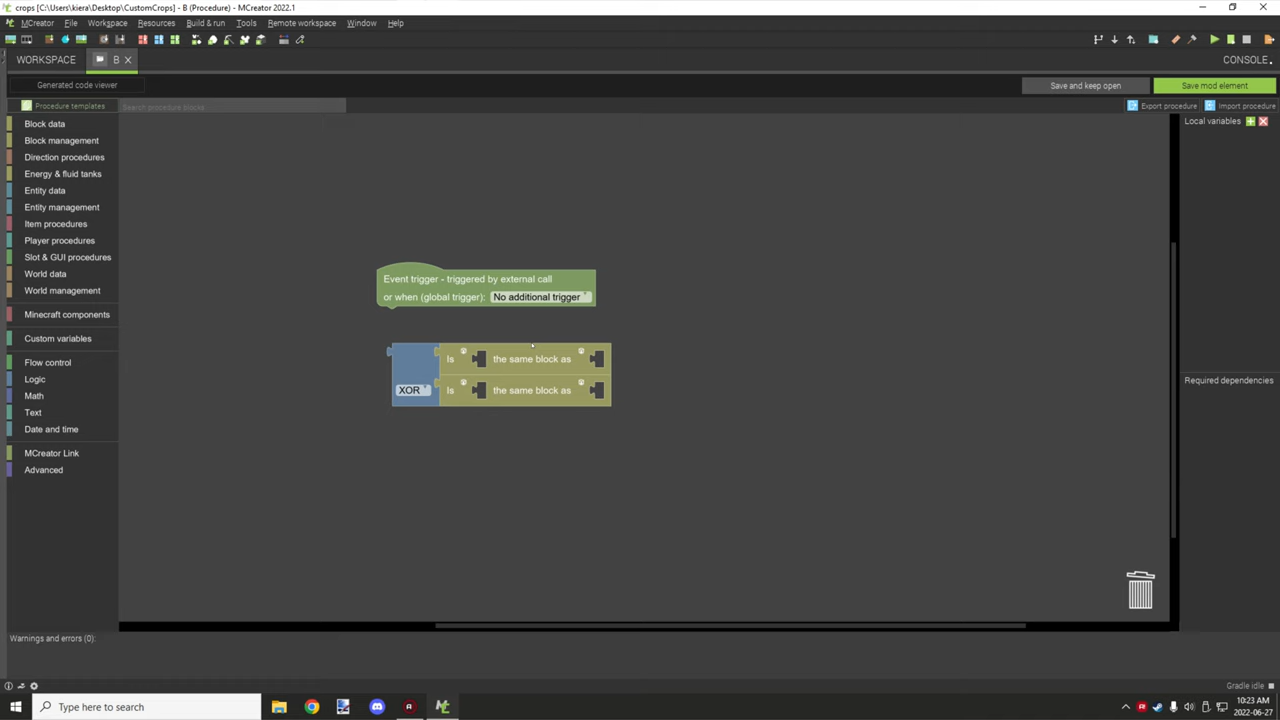 crops [C:\Users\kiera\Desktop\CustomCrops] - B (Procedure) - MCreator 2022.1
MCreator File Workspace Resources Build & run Tools Remote workspace Window Help
WORKSPACE B CONSOLE
Generated code viewer Save and keep open Save mod element
Procedure templates Search procedure blocks Export procedure Import procedure
Block data
Block management
Direction procedures
Energy & fluid tanks
Entity data
Entity management
Item procedures
Player procedures
Slot & GUI procedures
World data
World management
Minecraft components
Custom variables
Flow control
Logic
Math
Text
Date and time
MCreator Link
Advanced
Event trigger - triggered by external call
or when (global trigger): No additional trigger
Is the same block as
XOR Is the same block as
Local variables
Required dependencies
Warnings and errors (0):
Gradle idle
Type here to search
10:23 AM
2022-06-27